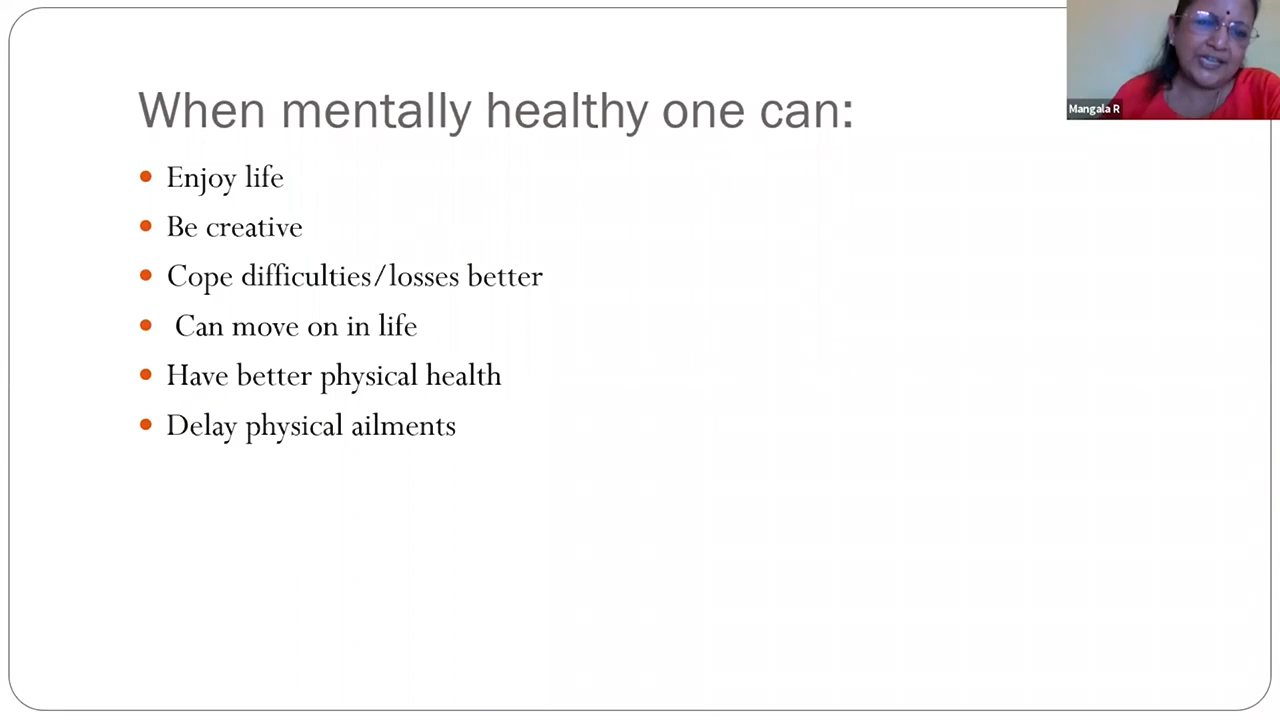 When mentally healthy one can:
Enjoy life
Be creative
Cope difficulties/losses better
Can move on in life
Have better physical health
Delay physical ailments
Mangala R